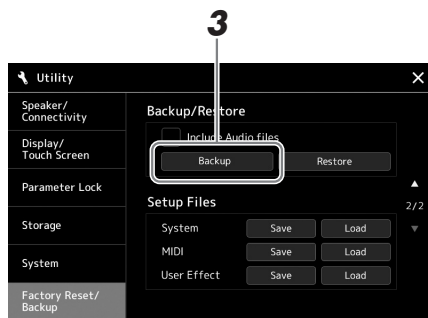 3
Utility
Speaker/
Connectivity
Display/
Touch Screen
Parameter Lock
Storage
System
Factory Reset/
Backup
Backup/Restore
Include Audio files
Backup Restore
Setup Files
System Save Load
MIDI Save Load
User Effect Save Load
2/2